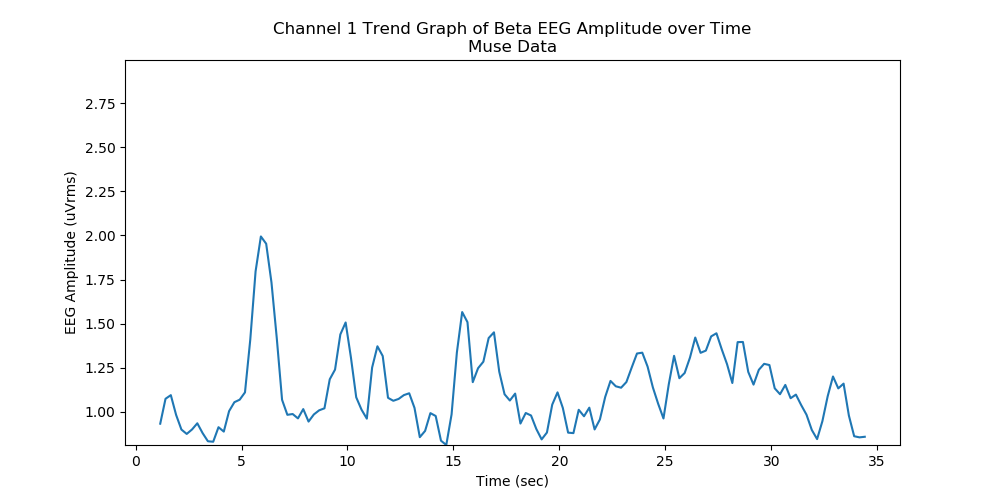 Channel 1 Trend Graph of Beta EEG Amplitude over Time
Muse Data
EEG Amplitude (uVrms)
2.75
2.50
2.25
2.00
1.75
1.50
1.25
1.00
0 5 10 15 20 25 30 35
Time (sec)